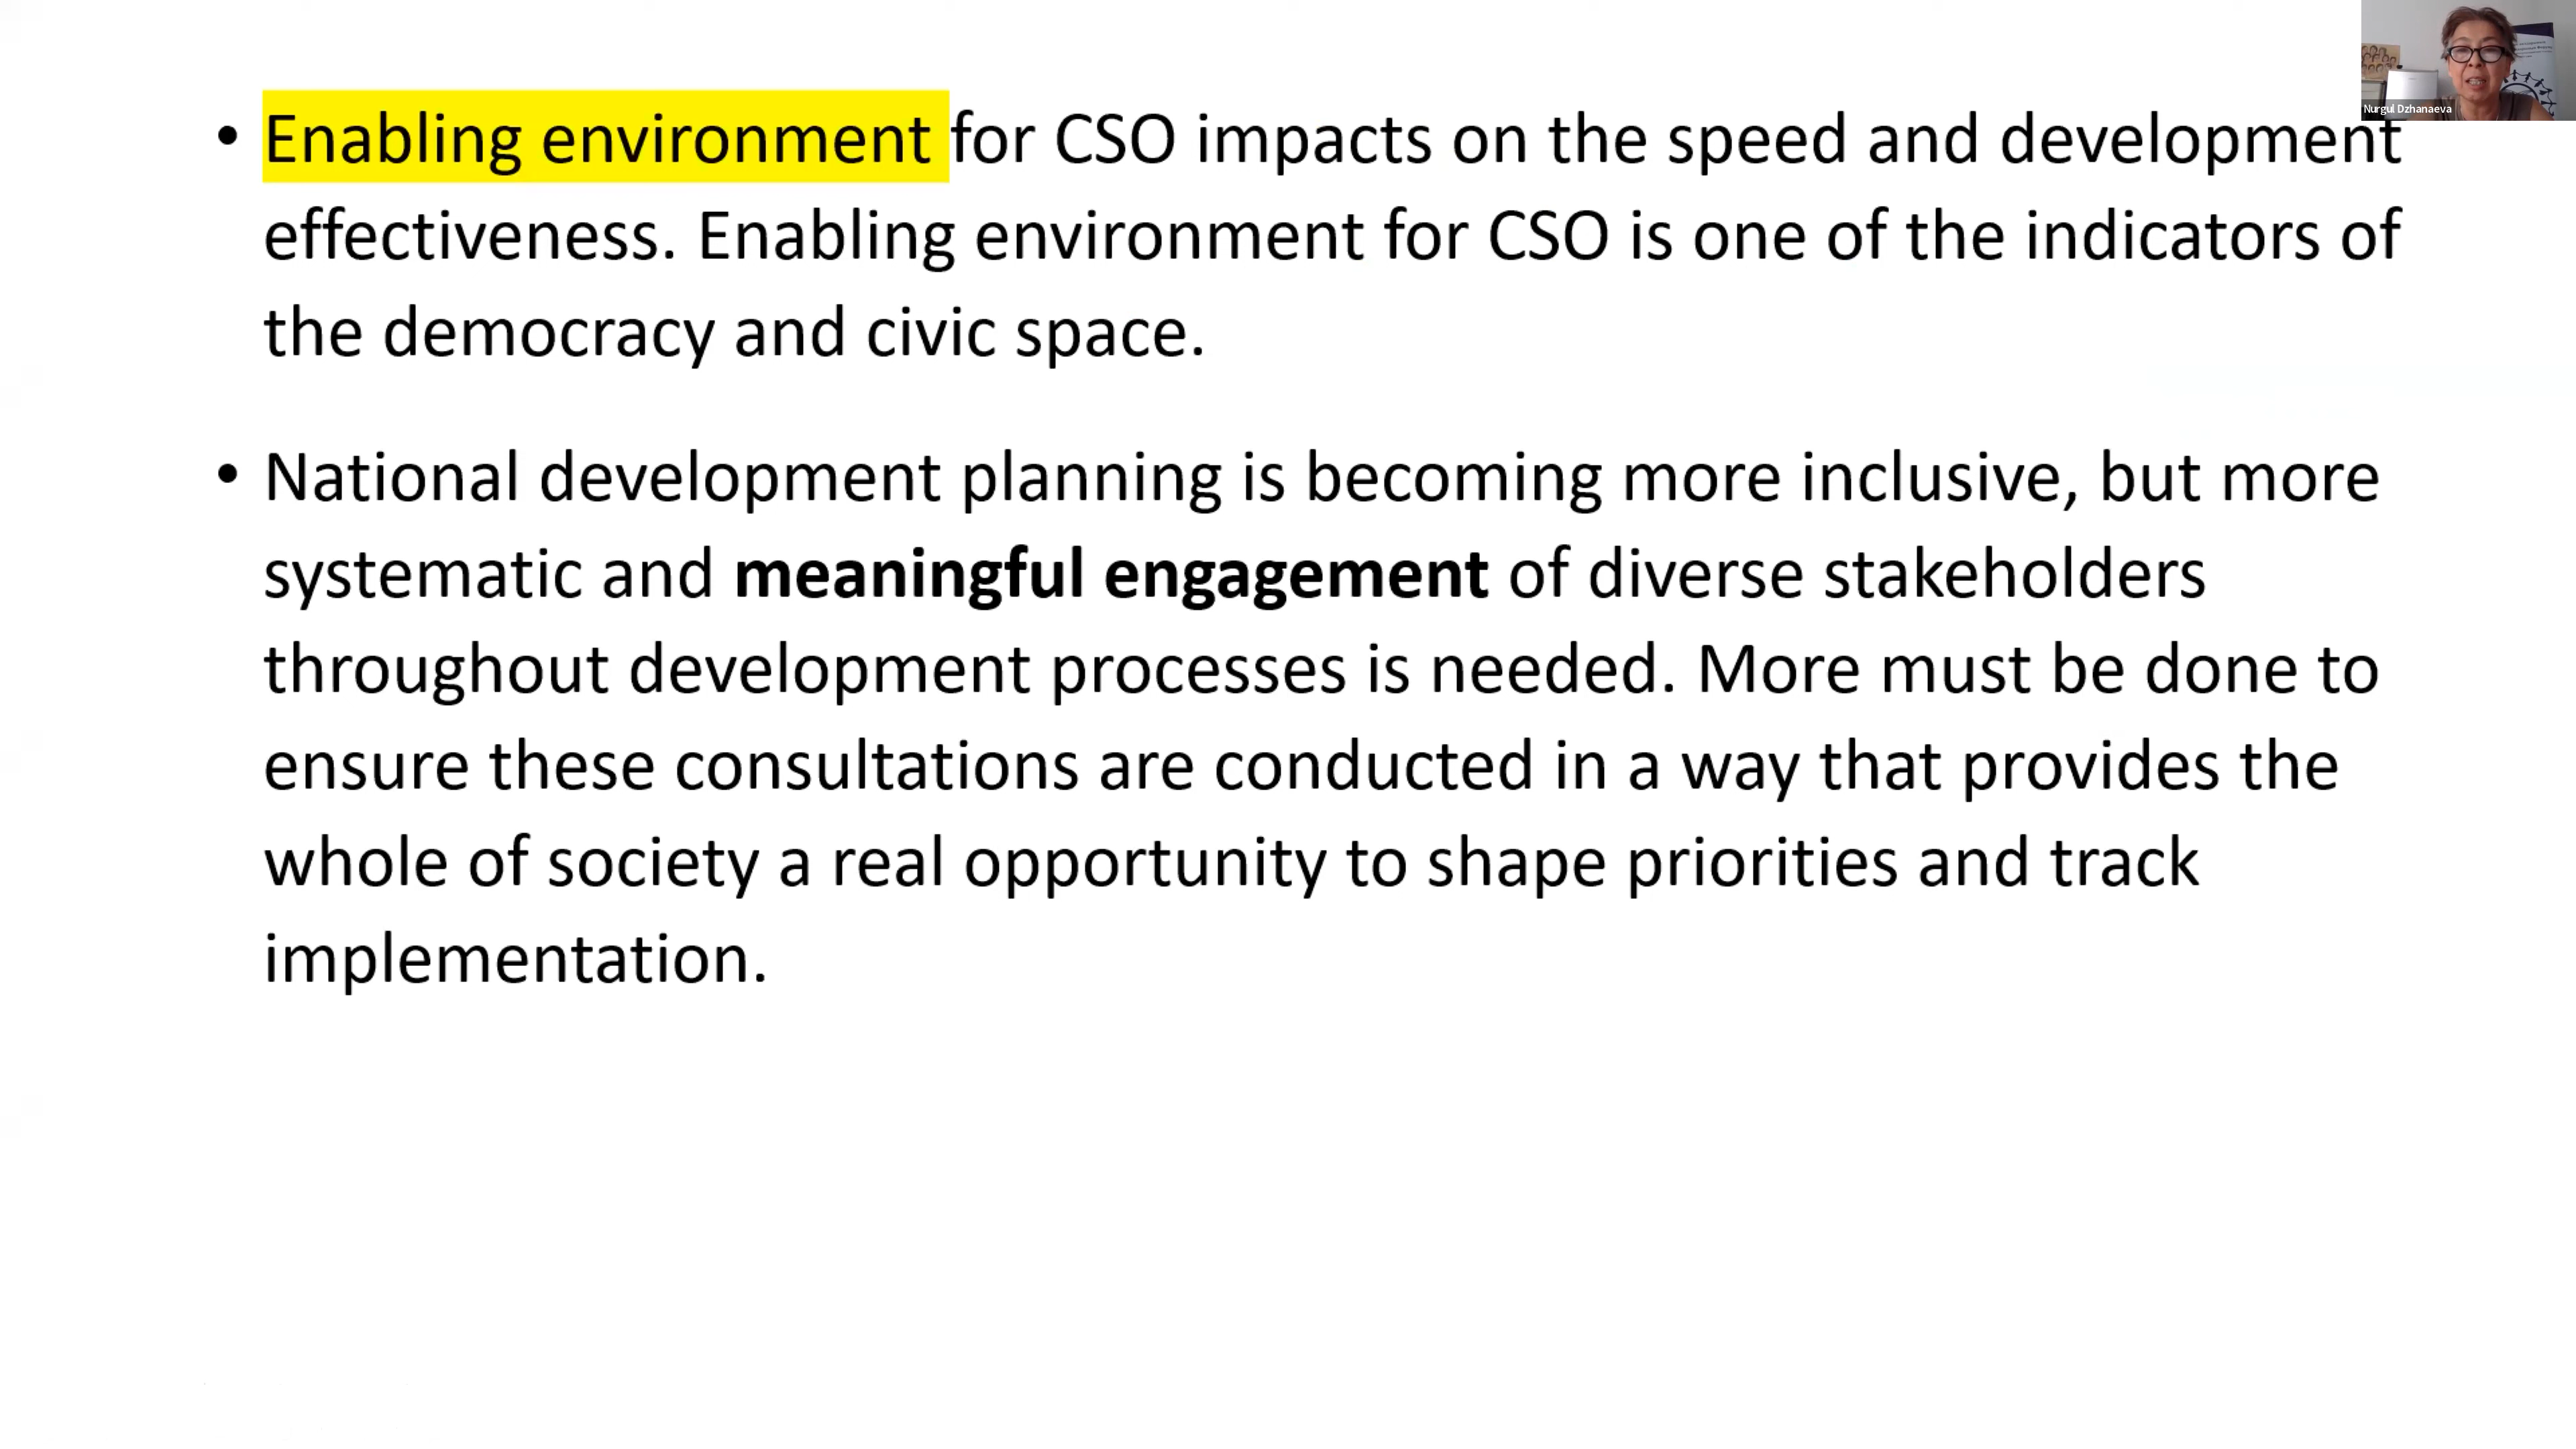 • Enabling environment for CSO impacts on the speed and development
effectiveness. Enabling environment for CSO is one of the indicators of
the democracy and civic space.
• National development planning is becoming more inclusive, but more
systematic and meaningful engagement of diverse stakeholders
throughout development processes is needed. More must be done to
ensure these consultations are conducted in a way that provides the
whole of society a real opportunity to shape priorities and track
implementation.
Nurgul Dzhanaeva